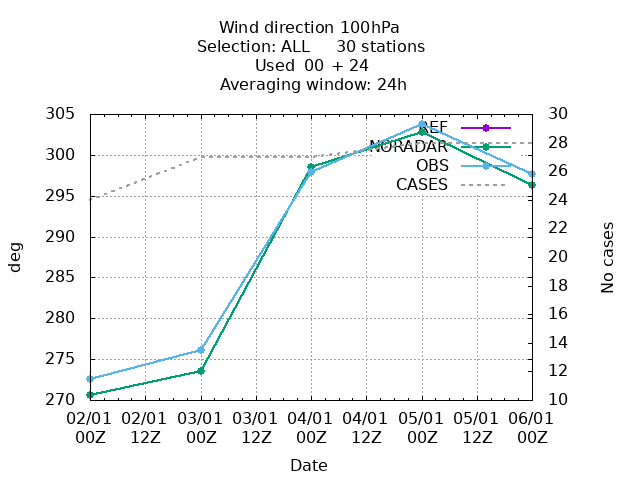 Wind direction 100hPa
Selection: ALL 30 stations
Used 00 + 24
Averaging window: 24h
305
300
295
290
285
280
275
270
deg
30
28
26
24
22
20
18
16
14
12
10
No cases
REF
NORADAR
OBS
CASES
02/01 02/01 03/01 03/01 04/01 04/01 05/01 05/01 06/01
00Z 12Z 00Z 12Z 00Z 12Z 00Z 12Z 00Z
Date